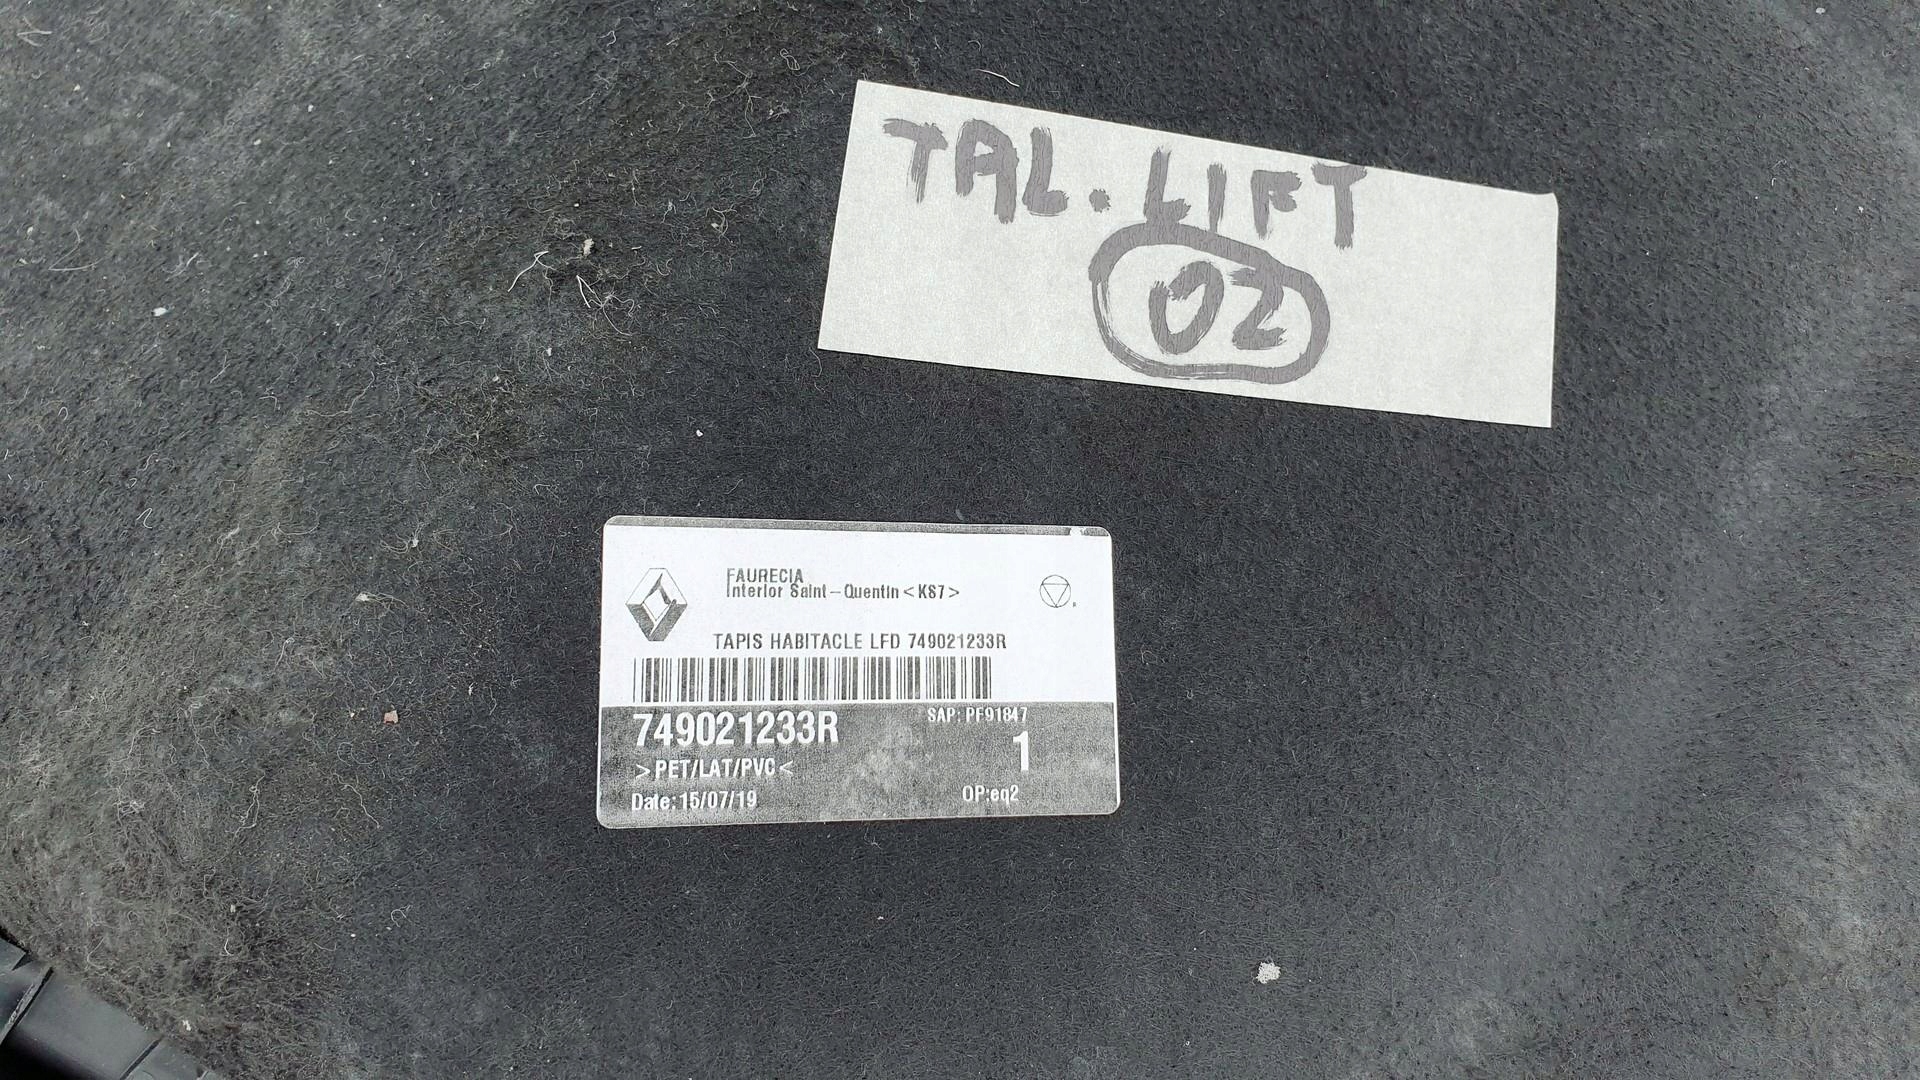 TAL. LIFT
02
FAURECIA
Interior Saint-Quentin <KS7>
TAPIS HABITACLE LFD 749021233R
749021233R
SAP: PF91847
1
>PET/LAT/PVC<
Date: 15/07/19
OP:eq2